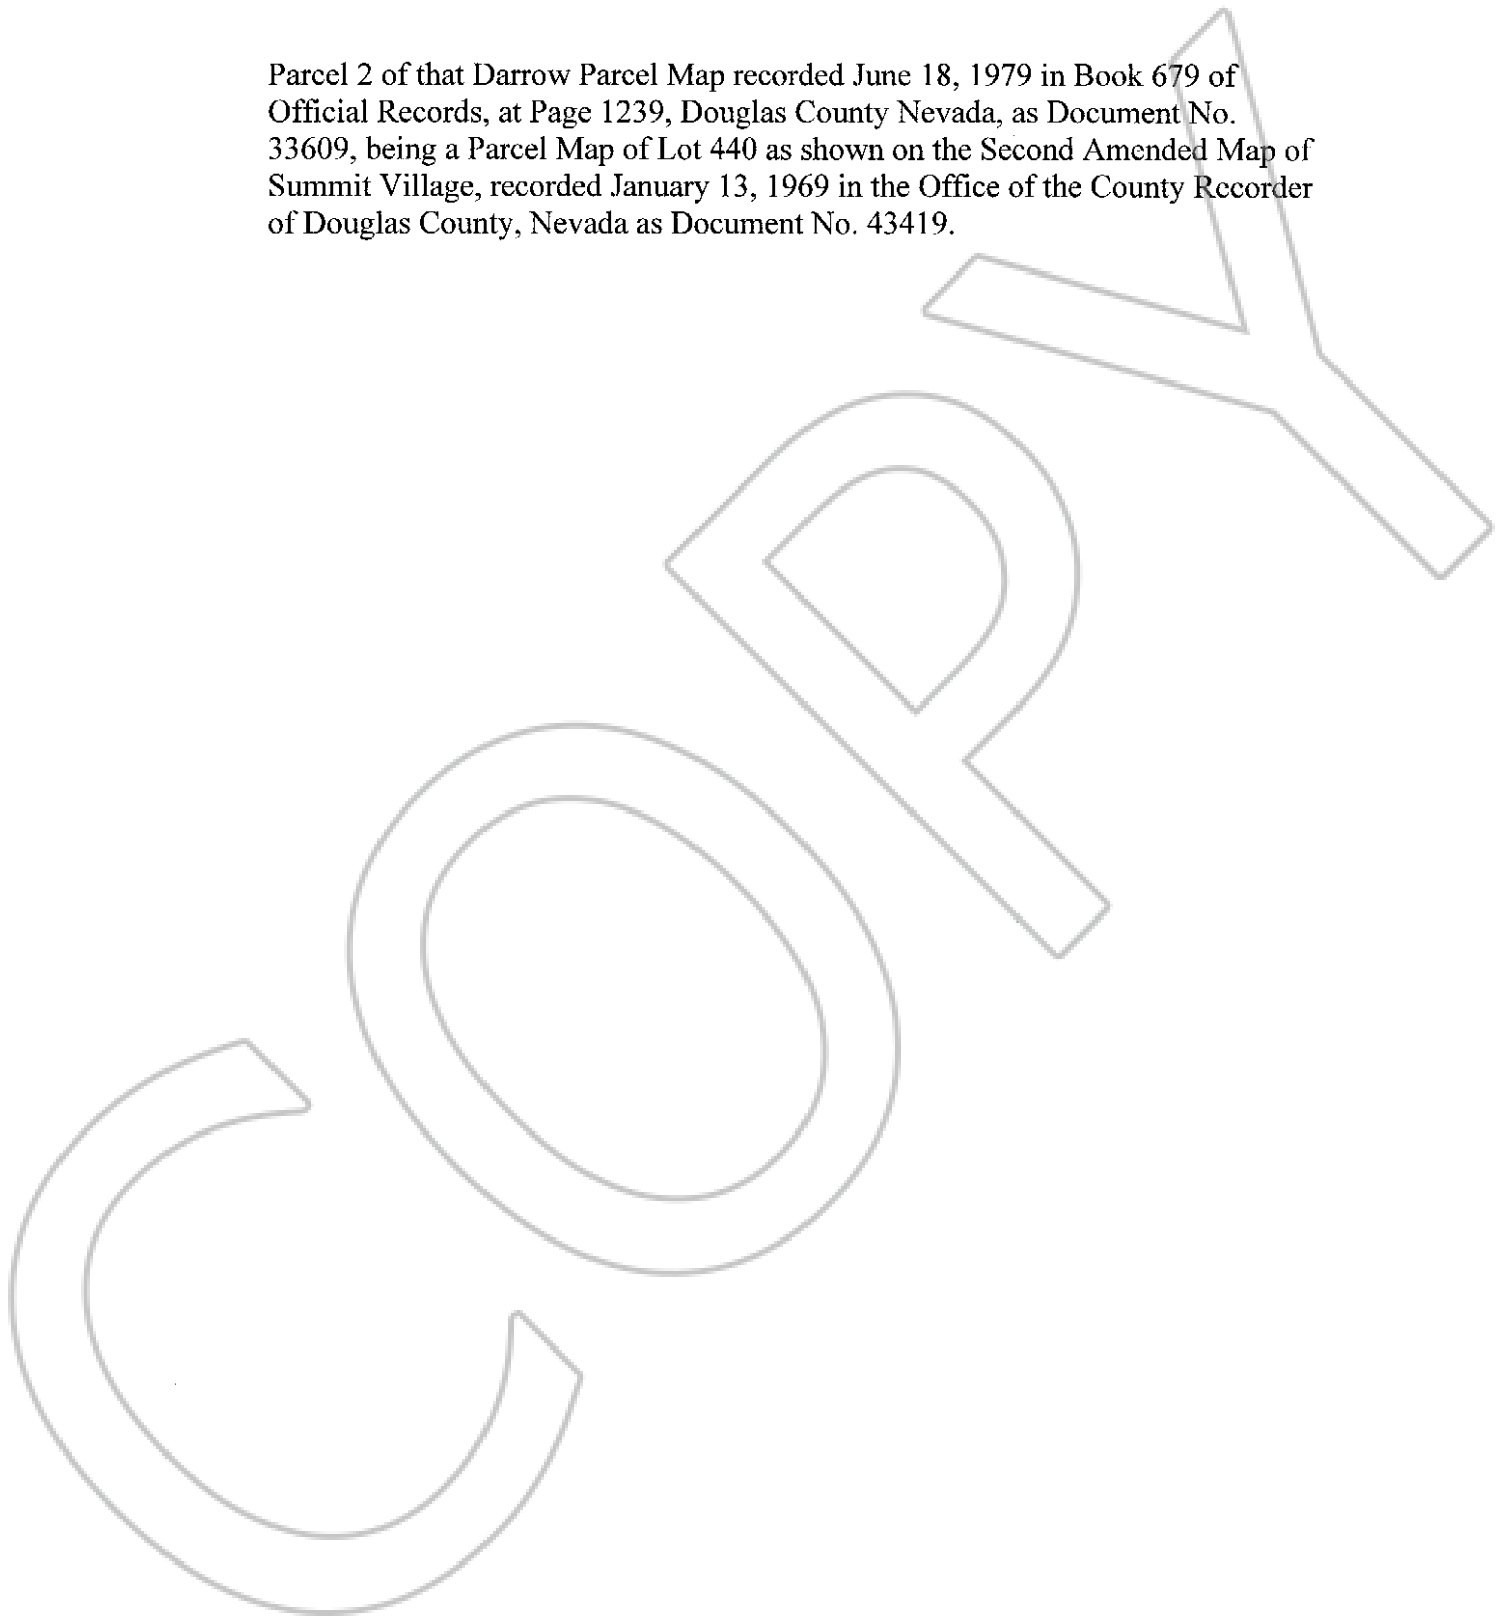 Parcel 2 of that Darrow Parcel Map recorded June 18, 1979 in Book 679 of
Official Records, at Page 1239, Douglas County Nevada, as Document No.
33609, being a Parcel Map of Lot 440 as shown on the Second Amended Map of
Summit Village, recorded January 13, 1969 in the Office of the County Recorder
of Douglas County, Nevada as Document No. 43419.
COPY